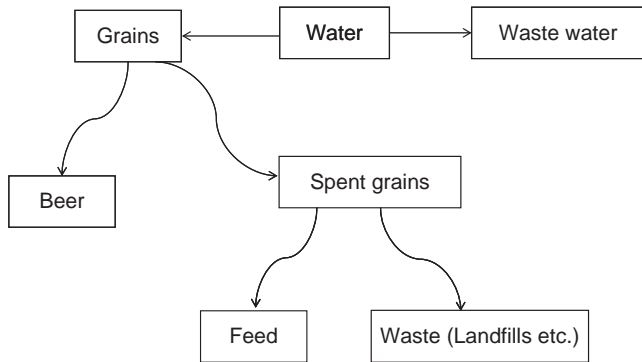 Grains
Water
Waste water
Beer
Spent grains
Feed
Waste (Landfills etc.)